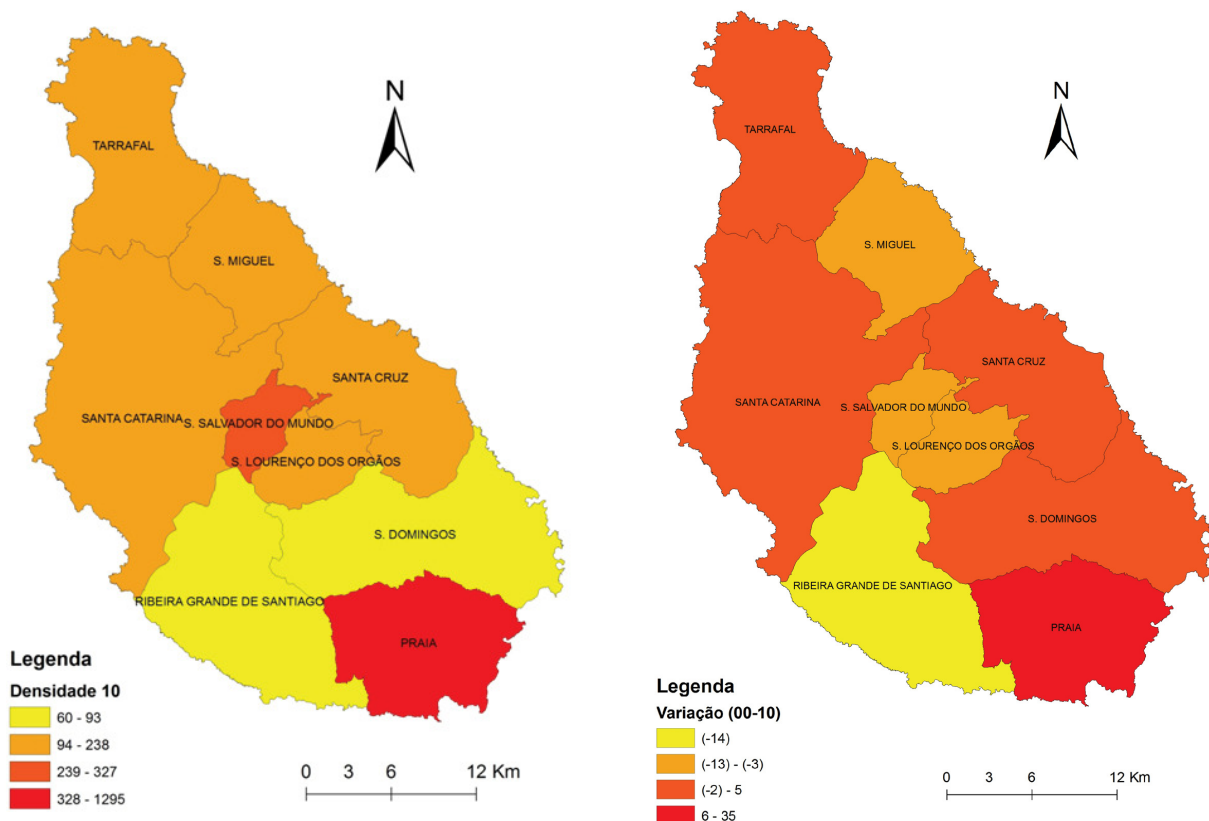 N
TARRAFAL
S. MIGUEL
SANTA CRUZ
SANTA CATARINA
S. SALVADOR DO MUNDO
S. LOURENÇO DOS ORGÃOS
S. DOMINGOS
RIBEIRA GRANDE DE SANTIAGO
PRAIA
Legenda
Densidade 10
60 - 93
94 - 238
239 - 327
328 - 1295
0 3 6 12 Km
N
TARRAFAL
S. MIGUEL
SANTA CRUZ
SANTA CATARINA
S. SALVADOR DO MUNDO
S. LOURENÇO DOS ORGÃOS
S. DOMINGOS
RIBEIRA GRANDE DE SANTIAGO
PRAIA
Legenda
Variação (00-10)
(-14)
(-13) - (-3)
(-2) - 5
6 - 35
0 3 6 12 Km